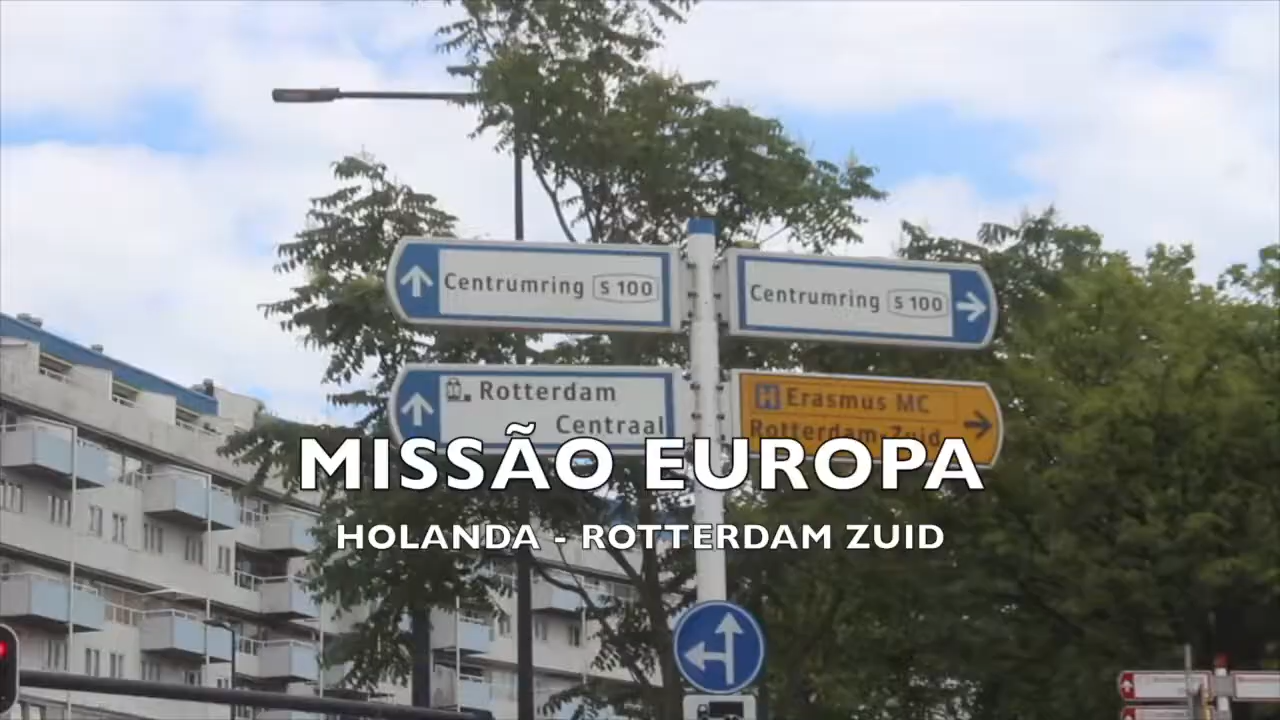 Centrumring S 100
Centrumring S 100
Rotterdam
Centraal
H Erasmus MC
Rotterdam-Zuid
MISSÃO EUROPA
HOLANDA - ROTTERDAM ZUID